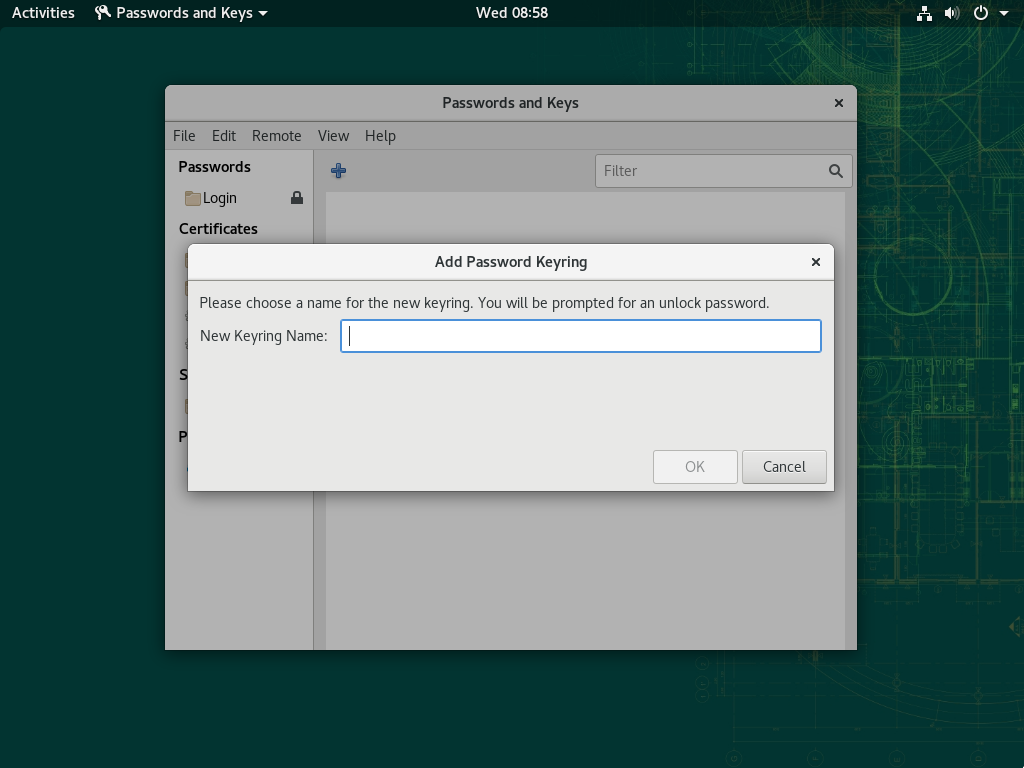 Activities Passwords and Keys Wed 08:58
Passwords and Keys
File Edit Remote View Help
Passwords
Filter
Login
Certificates
Add Password Keyring
Please choose a name for the new keyring. You will be prompted for an unlock password.
New Keyring Name:
S
P
OK Cancel